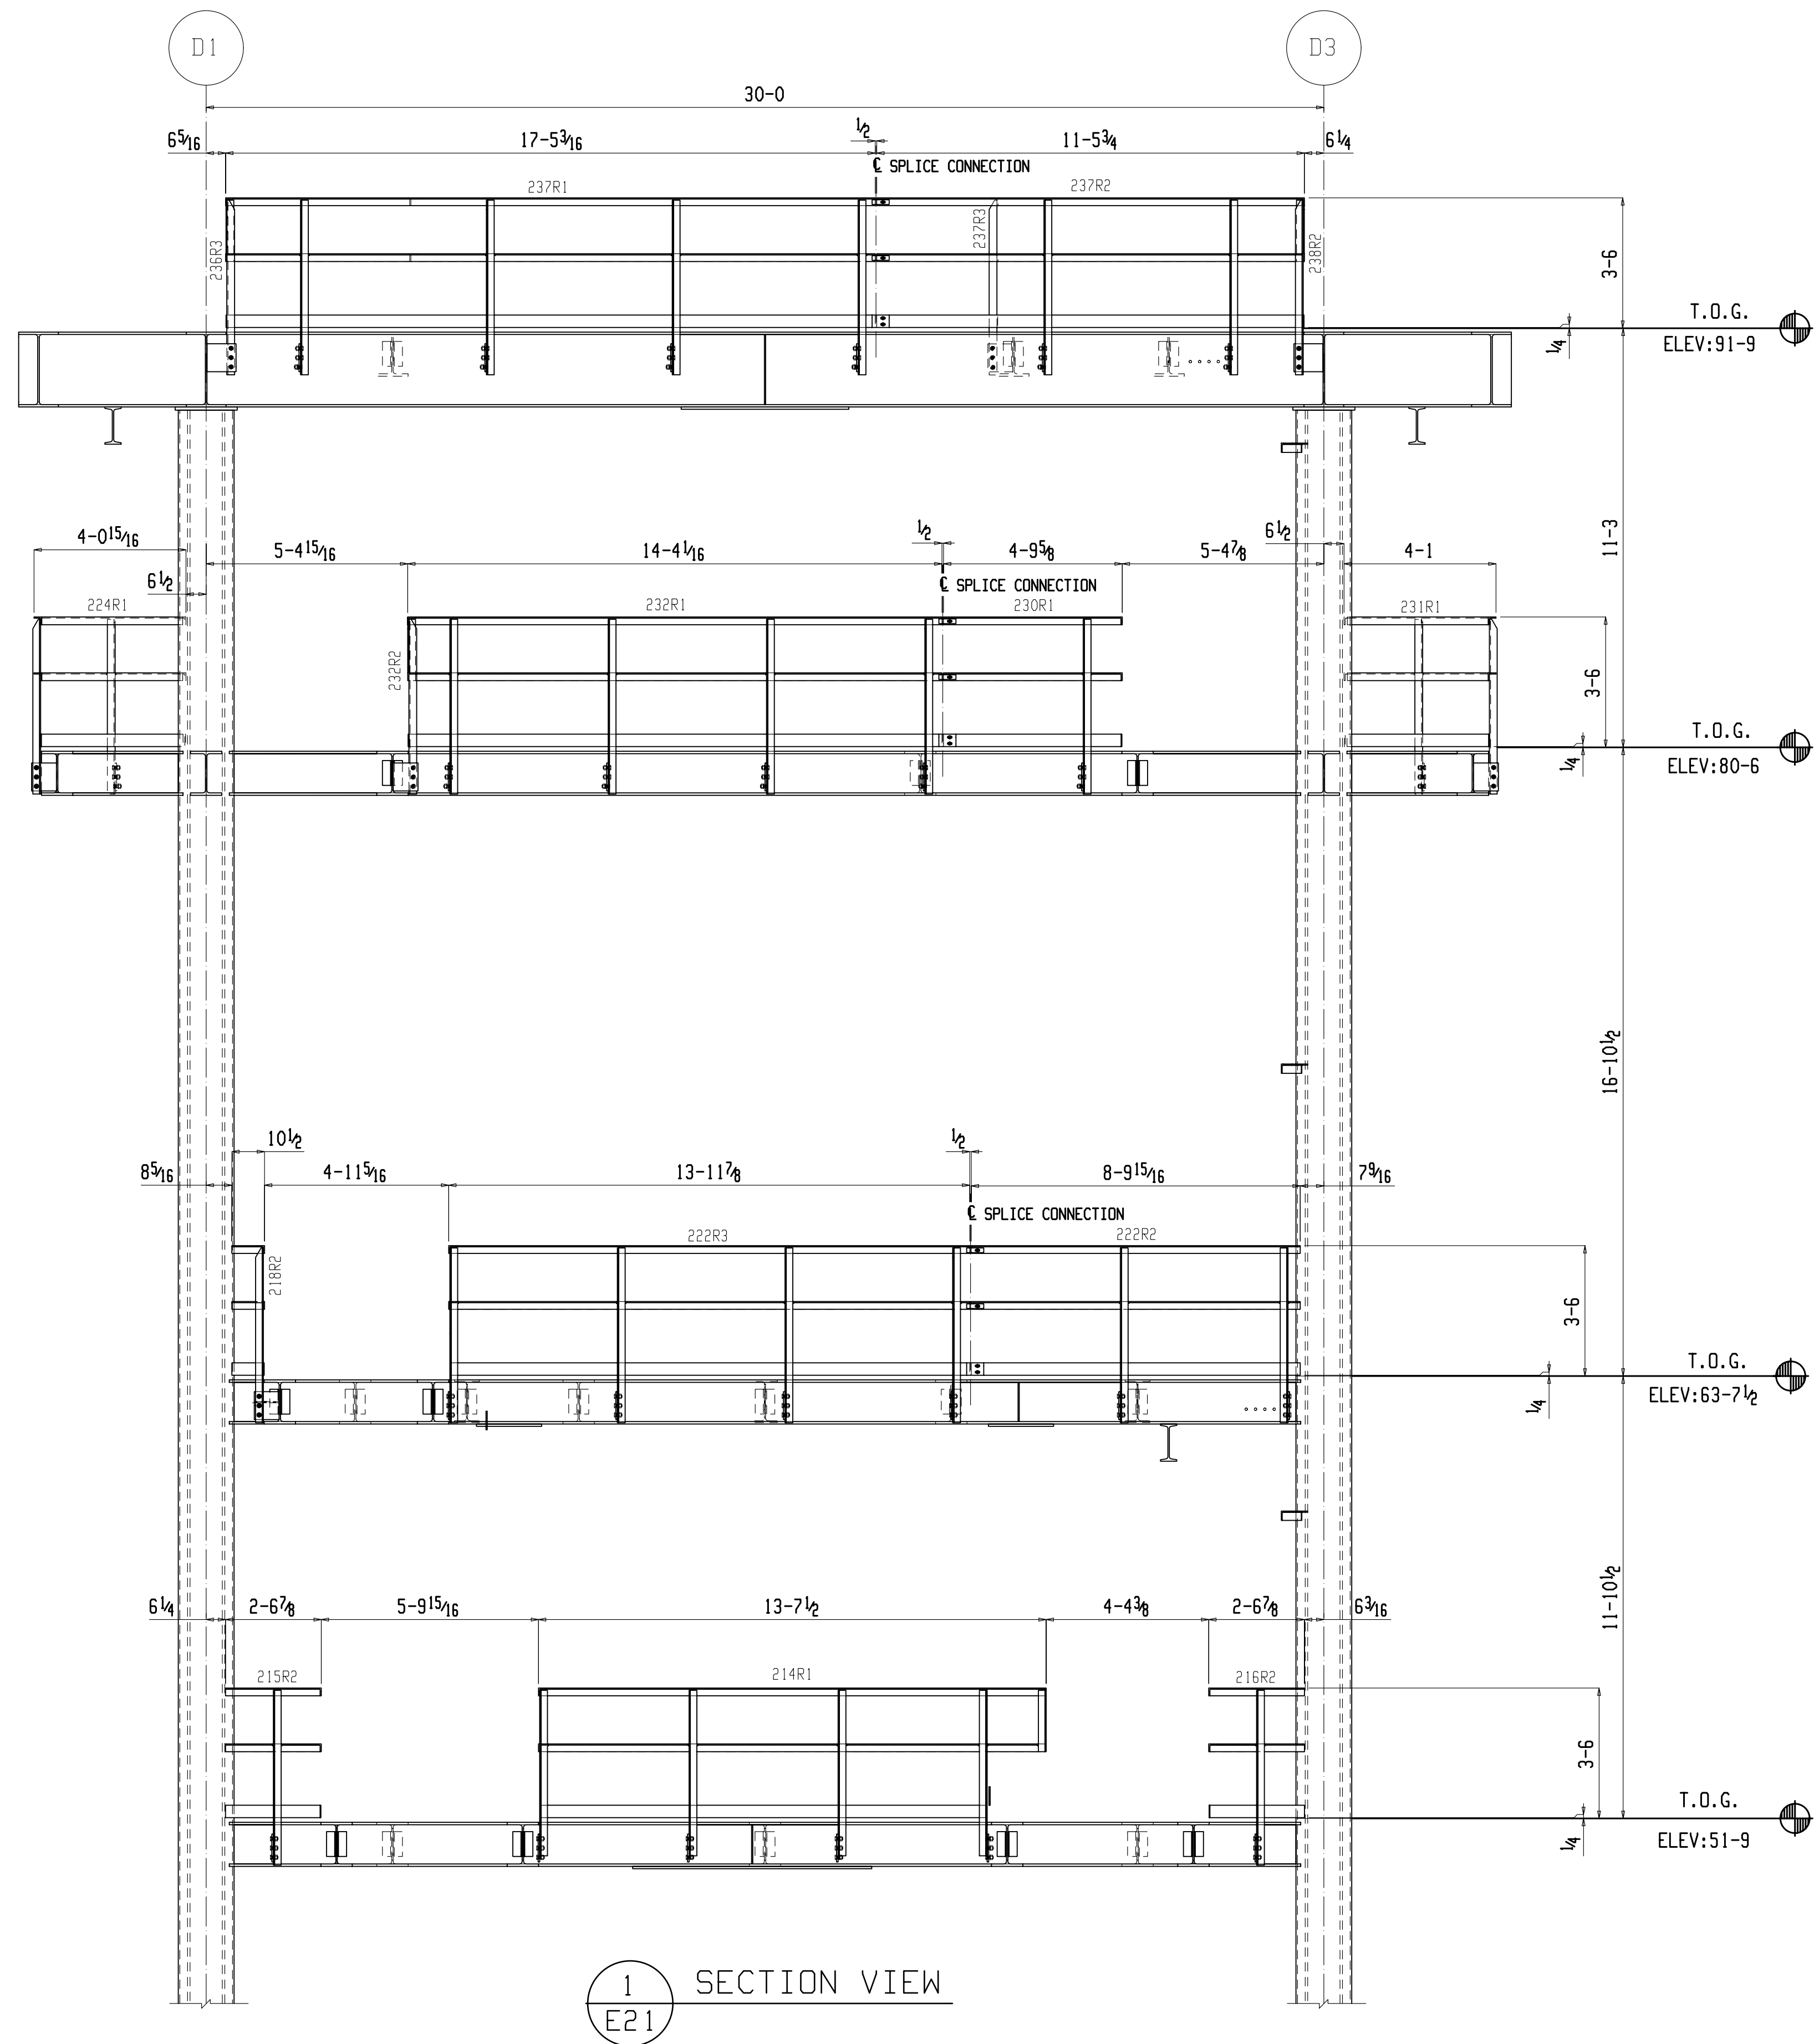 D1
D3
30-0
6 5/16
17-5 3/16
1/2
11-5 3/4
6 1/4
℄ SPLICE CONNECTION
237R1
237R2
236R3
237R3
238R2
3-6
T.O.G.
ELEV:91-9
1/4
11-3
4-0 15/16
5-4 15/16
14-4 1/16
1/2
4-9 5/8
5-4 7/8
6 1/2
4-1
6 1/2
℄ SPLICE CONNECTION
224R1
232R1
230R1
231R1
232R2
3-6
T.O.G.
ELEV:80-6
1/4
16-10 1/2
10 1/2
1/2
8 5/16
4-11 5/16
13-11 7/8
8-9 15/16
7 9/16
℄ SPLICE CONNECTION
222R3
222R2
218R2
3-6
T.O.G.
ELEV:63-7 1/2
1/4
11-10 1/2
6 1/4
2-6 7/8
5-9 15/16
13-7 1/2
4-4 3/8
2-6 7/8
6 3/16
215R2
214R1
216R2
3-6
T.O.G.
ELEV:51-9
1/4
1
SECTION VIEW
E21